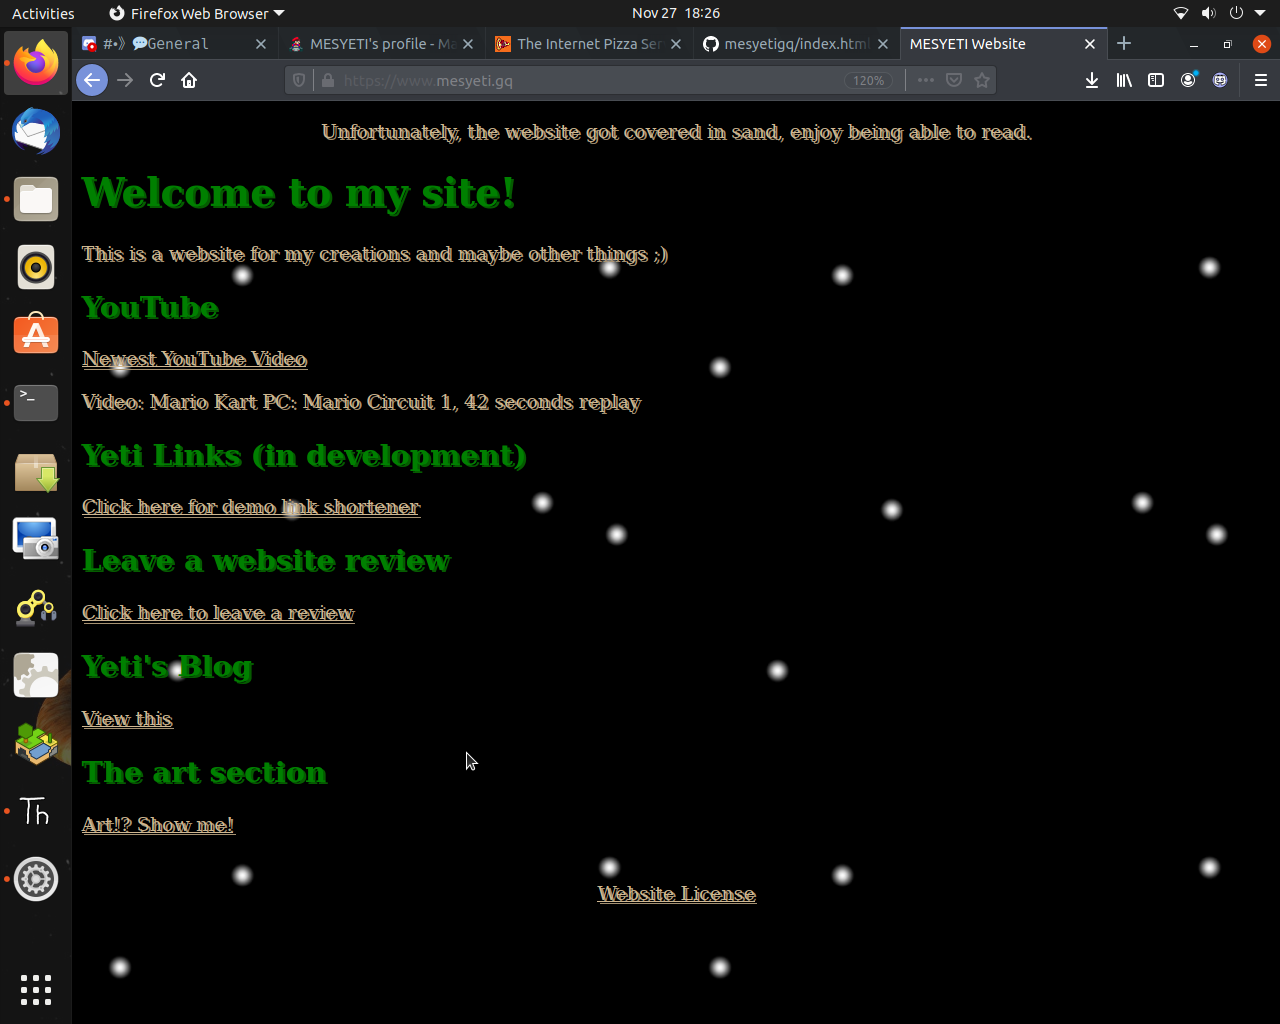 Activities Firefox Web Browser Nov 27 18:26
#•》💬General MESYETI's profile - Ma The Internet Pizza Ser mesyetigq/index.html MESYETI Website
https://www.mesyeti.gq 120%
Unfortunately, the website got covered in sand, enjoy being able to read.
Welcome to my site!
This is a website for my creations and maybe other things ;)
YouTube
Newest YouTube Video
Video: Mario Kart PC: Mario Circuit 1, 42 seconds replay
Yeti Links (in development)
Click here for demo link shortener
Leave a website review
Click here to leave a review
Yeti's Blog
View this
The art section
Art!? Show me!
Website License
>_
Th